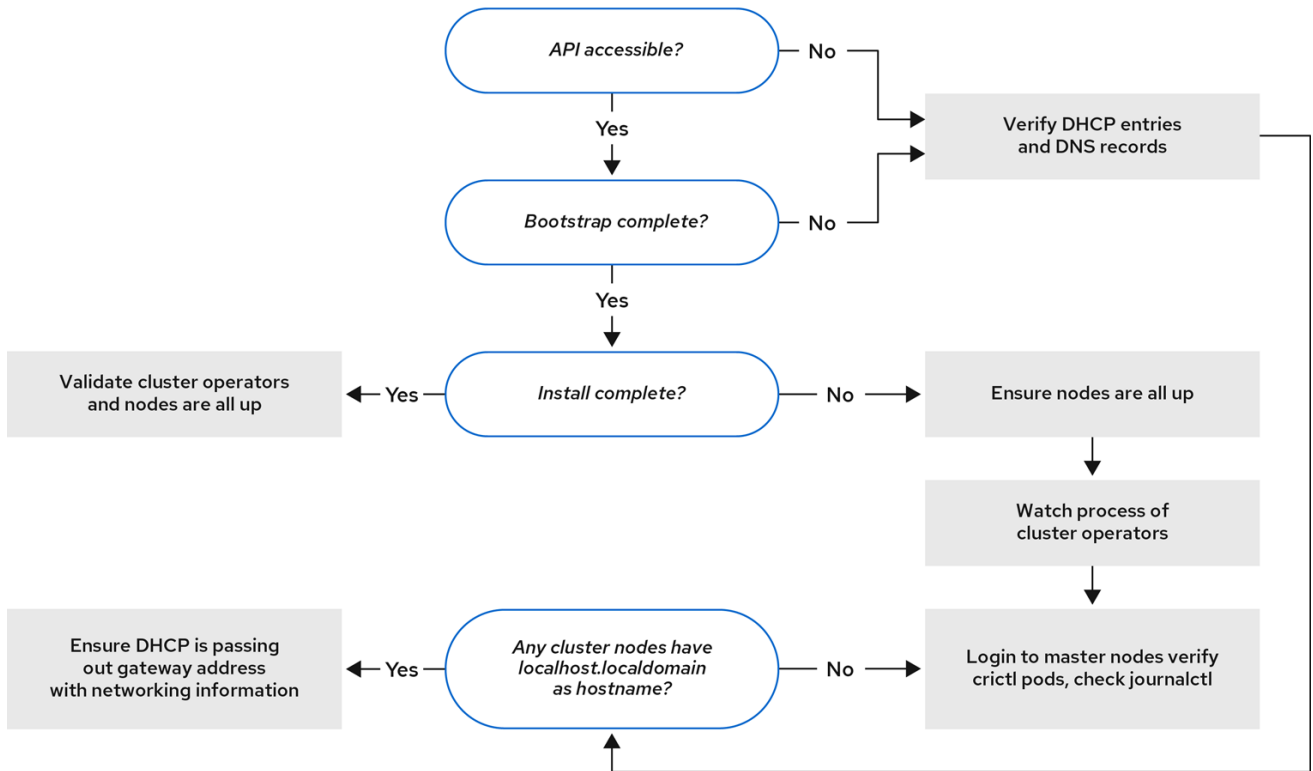 API accessible?
No
Verify DHCP entries
and DNS records
Yes
Bootstrap complete?
No
Yes
Validate cluster operators
and nodes are all up
Yes
Install complete?
No
Ensure nodes are all up
Watch process of
cluster operators
Ensure DHCP is passing
out gateway address
with networking information
Yes
Any cluster nodes have
localhost.localdomain
as hostname?
No
Login to master nodes verify
crictl pods, check journalctl